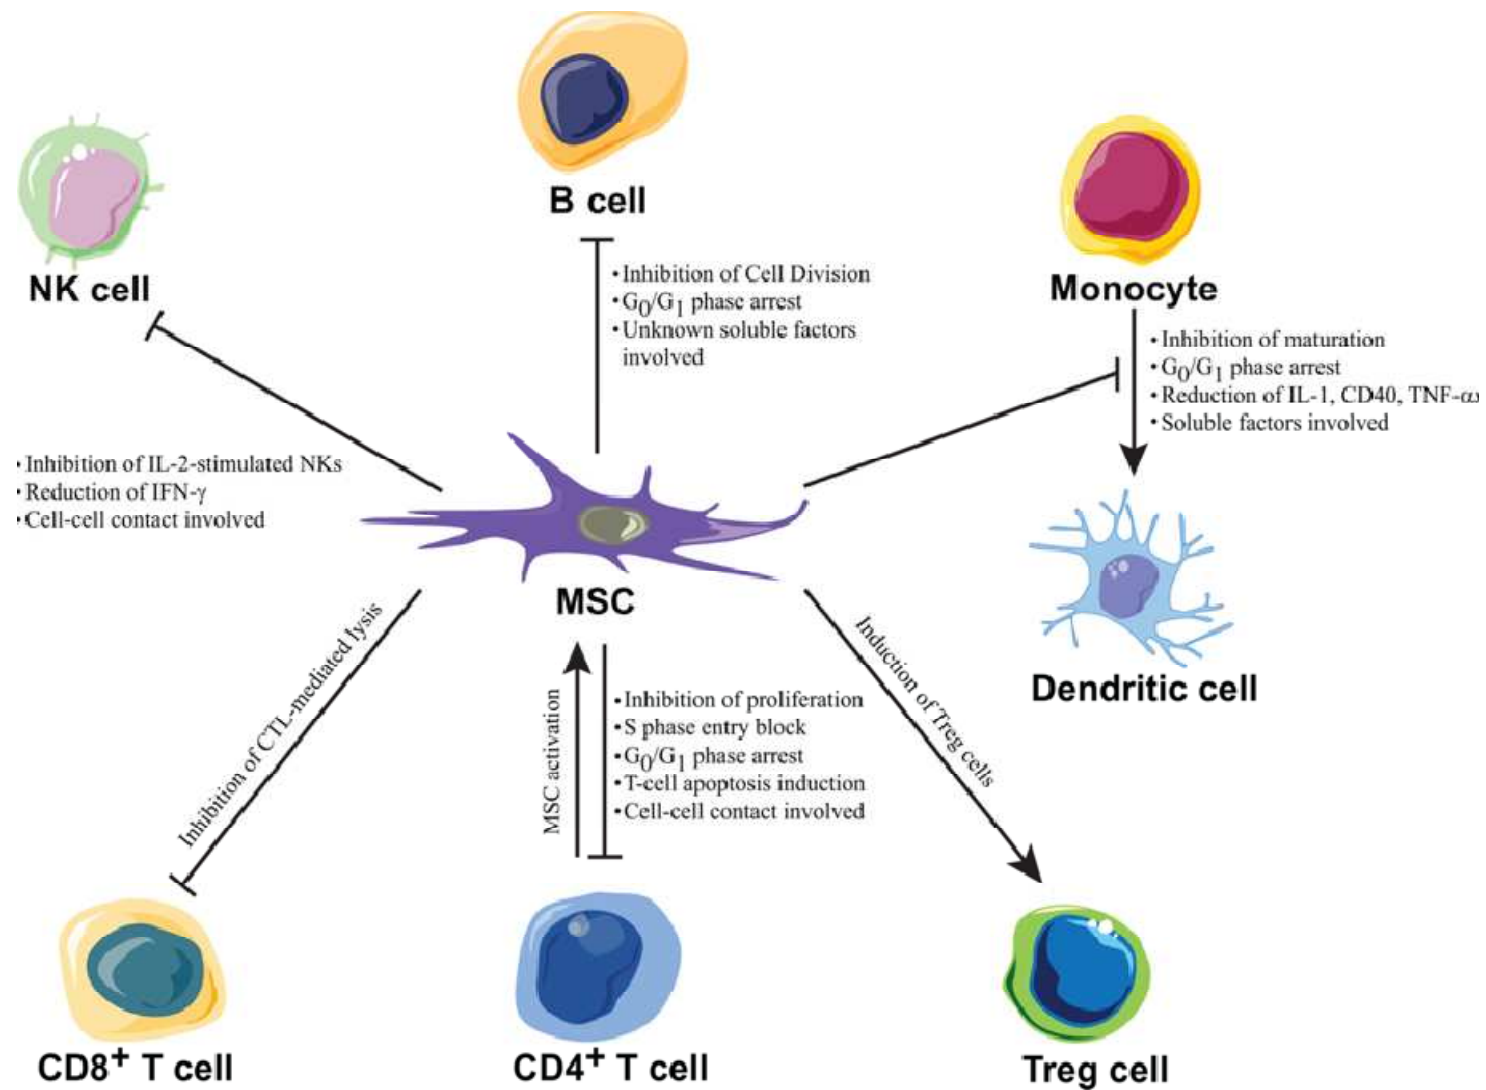 B cell
NK cell
Monocyte
• Inhibition of Cell Division
• G0/G1 phase arrest
• Unknown soluble factors
involved
• Inhibition of maturation
• G0/G1 phase arrest
• Reduction of IL-1, CD40, TNF-α
• Soluble factors involved
• Inhibition of IL-2-stimulated NKs
• Reduction of IFN-γ
• Cell-cell contact involved
MSC
Dendritic cell
Inhibition of CTL-mediated lysis
MSC activation
• Inhibition of proliferation
• S phase entry block
• G0/G1 phase arrest
• T-cell apoptosis induction
• Cell-cell contact involved
Induction of Treg cells
CD8+ T cell
CD4+ T cell
Treg cell